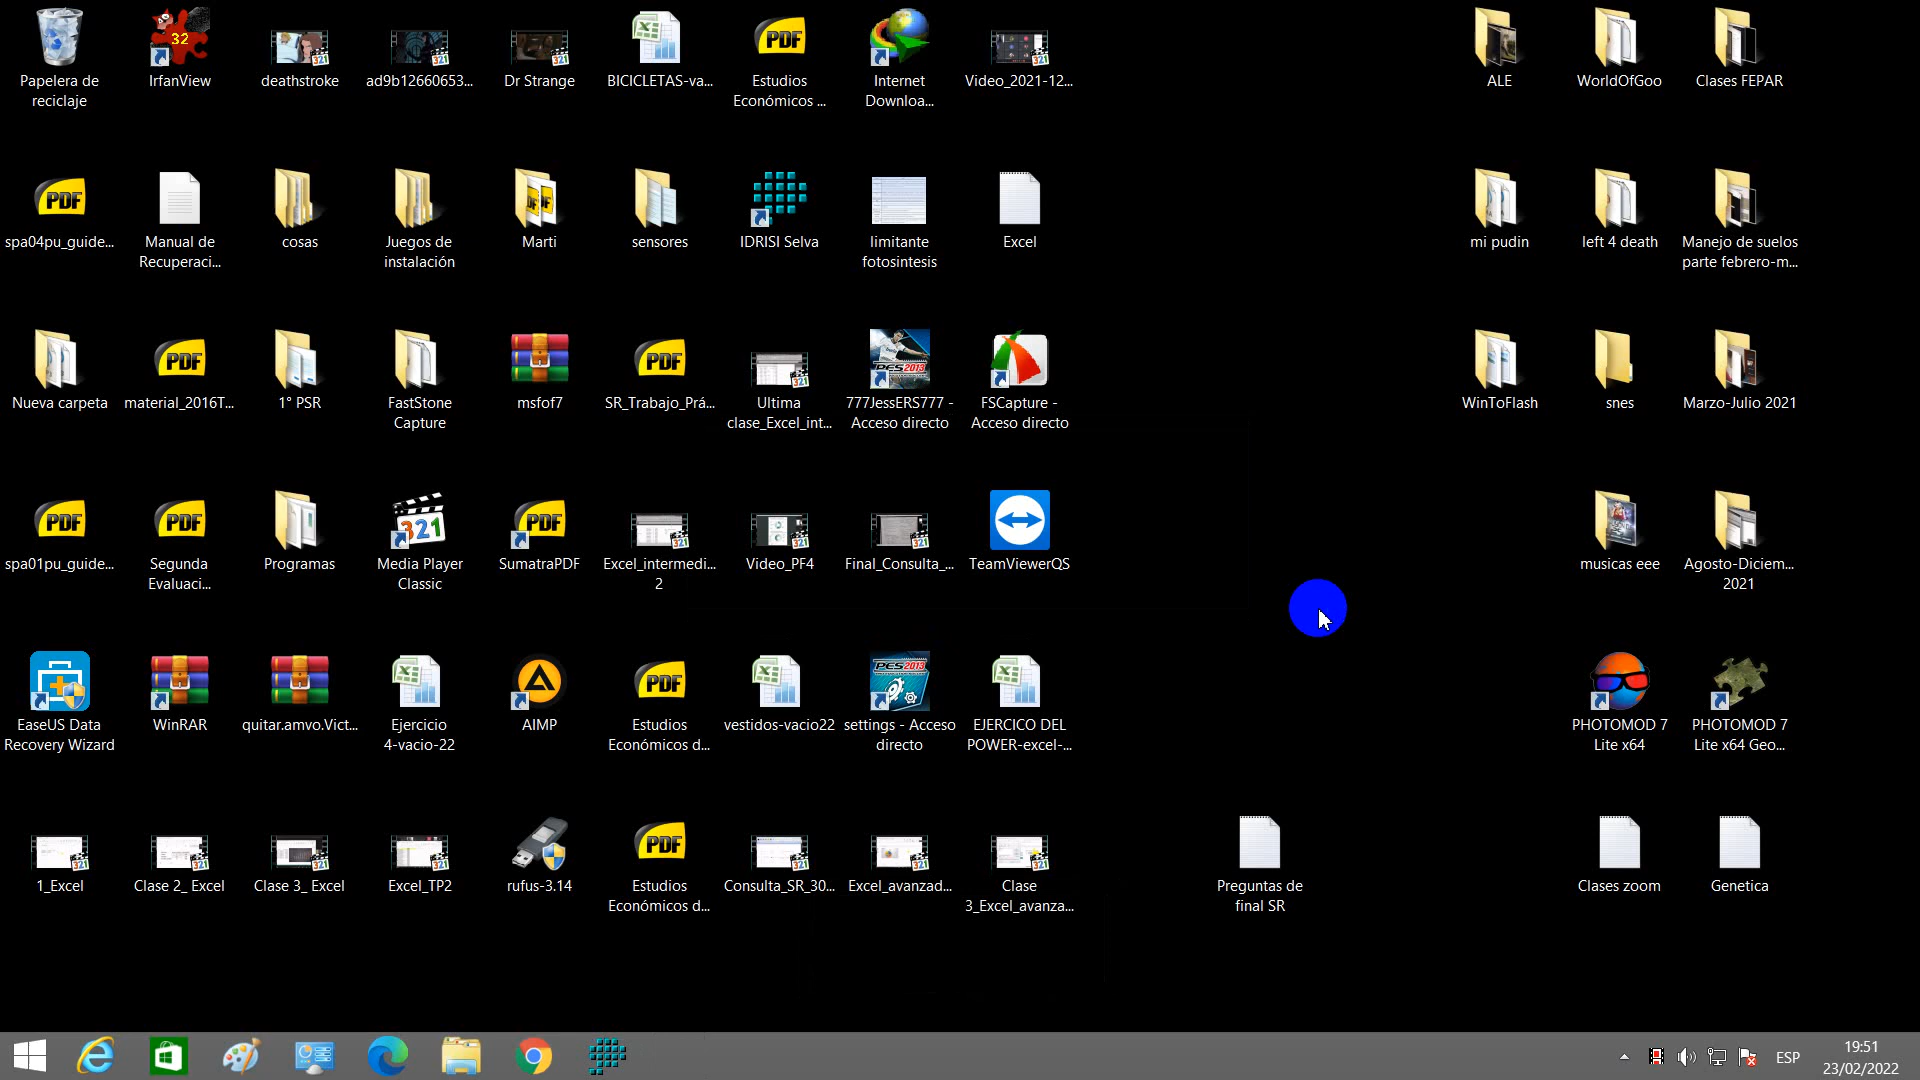 Papelera de
reciclaje
IrfanView
deathstroke
ad9b12660653...
Dr Strange
BICICLETAS-va...
Estudios
Económicos ...
Internet
Downloa...
Video_2021-12...
ALE
WorldOfGoo
Clases FEPAR
spa04pu_guide...
Manual de
Recuperaci...
cosas
Juegos de
instalación
Marti
sensores
IDRISI Selva
limitante
fotosintesis
Excel
mi pudin
left 4 death
Manejo de suelos
parte febrero-m...
Nueva carpeta
material_2016T...
1° PSR
FastStone
Capture
msfof7
SR_Trabajo_Prá...
Ultima
clase_Excel_int...
777JessERS777 -
Acceso directo
FSCapture -
Acceso directo
WinToFlash
snes
Marzo-Julio 2021
spa01pu_guide...
Segunda
Evaluaci...
Programas
Media Player
Classic
SumatraPDF
Excel_intermedi...
2
Video_PF4
Final_Consulta_...
TeamViewerQS
musicas eee
Agosto-Diciem...
2021
EaseUS Data
Recovery Wizard
WinRAR
quitar.amvo.Vict...
Ejercicio
4-vacio-22
AIMP
Estudios
Económicos d...
vestidos-vacio22
settings - Acceso
directo
EJERCICO DEL
POWER-excel-...
PHOTOMOD 7
Lite x64
PHOTOMOD 7
Lite x64 Geo...
1_Excel
Clase 2_ Excel
Clase 3_ Excel
Excel_TP2
rufus-3.14
Estudios
Económicos d...
Consulta_SR_30...
Excel_avanzad...
Clase
3_Excel_avanza...
Preguntas de
final SR
Clases zoom
Genetica
ESP
19:51
23/02/2022